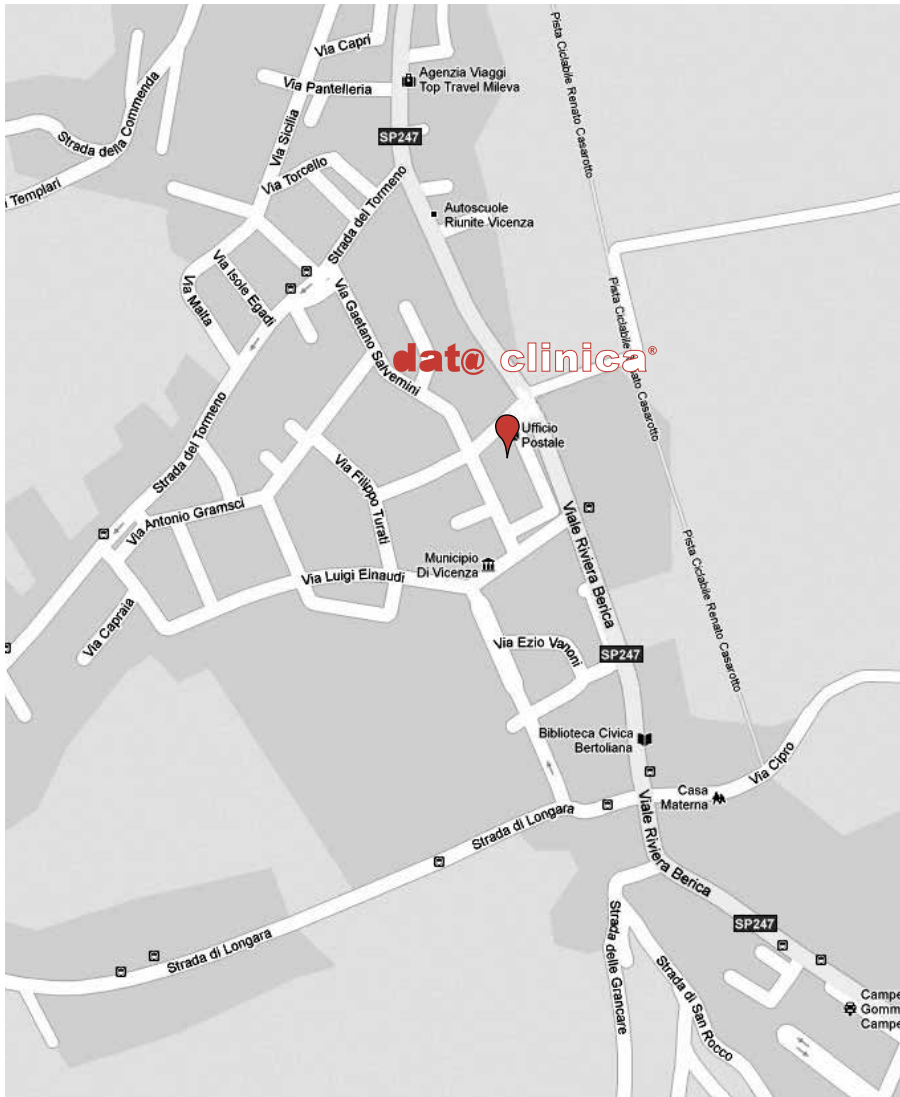 Via Capri
Agenzia Viaggi
Top Travel Mileva
Via Pantelleria
Strada della Commenda
Pista Ciclabile Renato Casarotto
SP247
Via Sicilia
Via Torcello
Templari
Strada del Tormeno
Autoscuole
Riunite Vicenza
Via Isole Egadi
Via Malta
Via Gaetano Salvemini
Pista Ciclabile Renato Casarotto
dat@ clinica®
Strada del Tormeno
Ufficio
Postale
Via Filippo Turati
Via Antonio Gramsci
Viale Riviera Berica
Municipio
Di Vicenza
Via Luigi Einaudi
Pista Ciclabile Renato Casarotto
Via Capraia
Via Ezio Vanoni
SP247
Biblioteca Civica
Bertoliana
Via Cipro
Casa
Materna
Strada di Longara
Viale Riviera Berica
Strada di Longara
SP247
Strada delle Grancare
Strada di San Rocco
Campe
Gomm
Campe